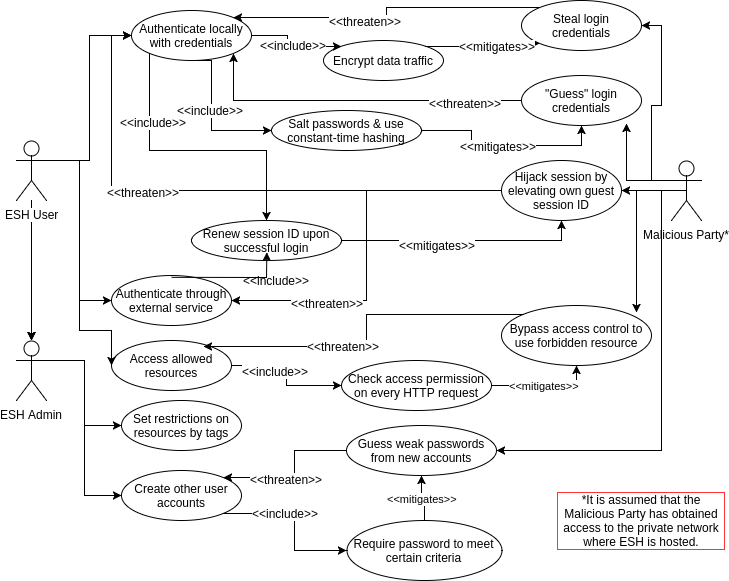 Authenticate locally
with credentials
<<threaten>>
Steal login
credentials
<<include>>
<<mitigates>>
Encrypt data traffic
"Guess" login
credentials
<<threaten>>
<<include>>
<<include>>
Salt passwords & use
constant-time hashing
<<mitigates>>
ESH User
<<threaten>>
Hijack session by
elevating own guest
session ID
Malicious Party*
Renew session ID upon
successful login
<<mitigates>>
<<include>>
Authenticate through
external service
<<threaten>>
Bypass access control to
use forbidden resource
<<threaten>>
Access allowed
resources
<<include>>
Check access permission
on every HTTP request
<<mitigates>>
ESH Admin
Set restrictions on
resources by tags
Guess weak passwords
from new accounts
<<threaten>>
Create other user
accounts
<<mitigates>>
<<include>>
Require password to meet
certain criteria
*It is assumed that the
Malicious Party has obtained
access to the private network
where ESH is hosted.